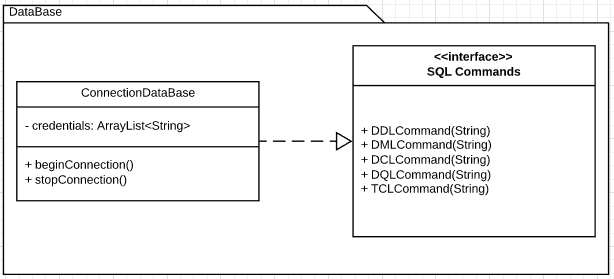 DataBase
ConnectionDataBase
- credentials: ArrayList<String>
+ beginConnection()
+ stopConnection()
<<interface>>
SQL Commands
+ DDLCommand(String)
+ DMLCommand(String)
+ DCLCommand(String)
+ DQLCommand(String)
+ TCLCommand(String)